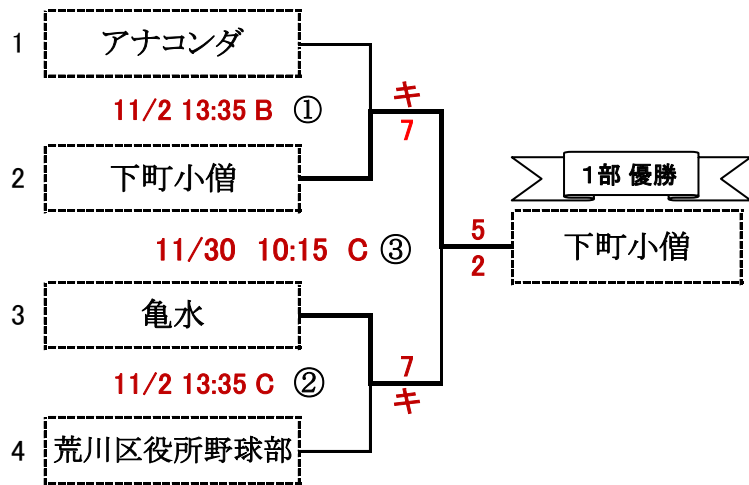 1 アナコンダ
キ
11/2 13:35 B ①
7
2 下町小僧
1部 優勝
5
下町小僧
11/30 10:15 C ③
2
3 亀水
7
11/2 13:35 C ②
キ
4 荒川区役所野球部